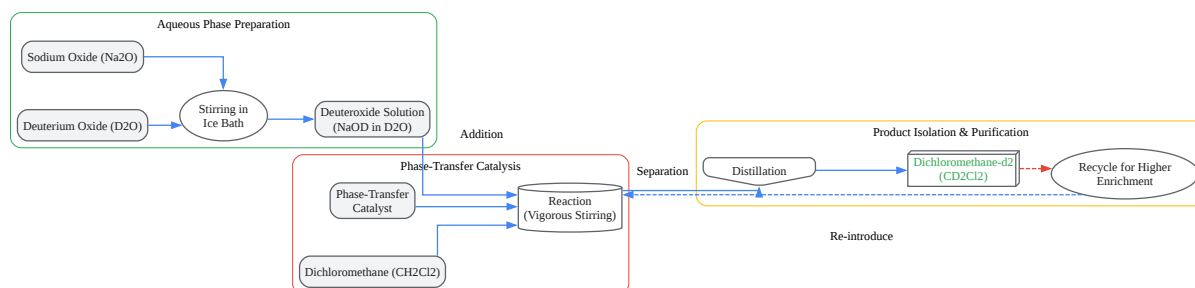 Aqueous Phase Preparation
Sodium Oxide (Na2O)
Stirring in
Ice Bath
Deuterium Oxide (D2O)
Deuteroxide Solution
(NaOD in D2O)
Addition
Phase-Transfer Catalysis
Phase-Transfer
Catalyst
Reaction
(Vigorous Stirring)
Dichloromethane (CH2Cl2)
Separation
Product Isolation & Purification
Distillation
Dichloromethane-d2
(CD2Cl2)
Recycle for Higher
Enrichment
Re-introduce